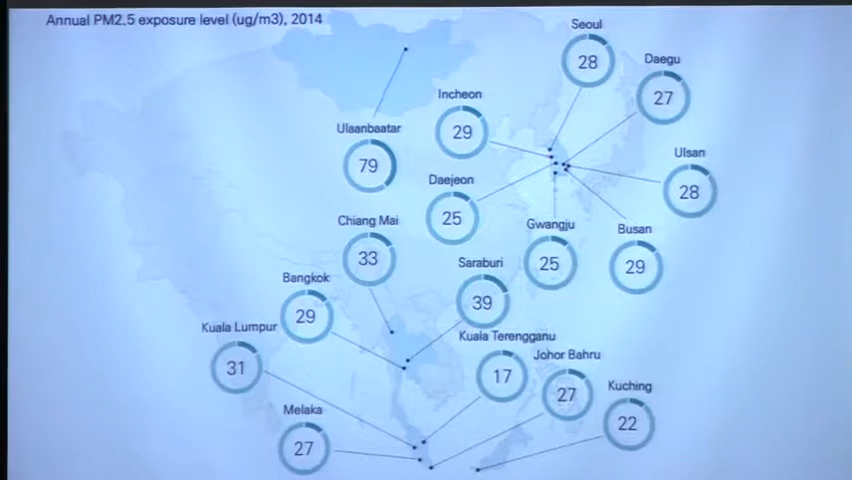 Annual PM2.5 exposure level (ug/m3), 2014
Seoul
28
Daegu
27
Incheon
29
Ulaanbaatar
79
Ulsan
28
Daejeon
25
Chiang Mai
33
Gwangju
25
Busan
29
Saraburi
39
Bangkok
29
Kuala Lumpur
31
Kuala Terengganu
17
Johor Bahru
27
Kuching
22
Melaka
27